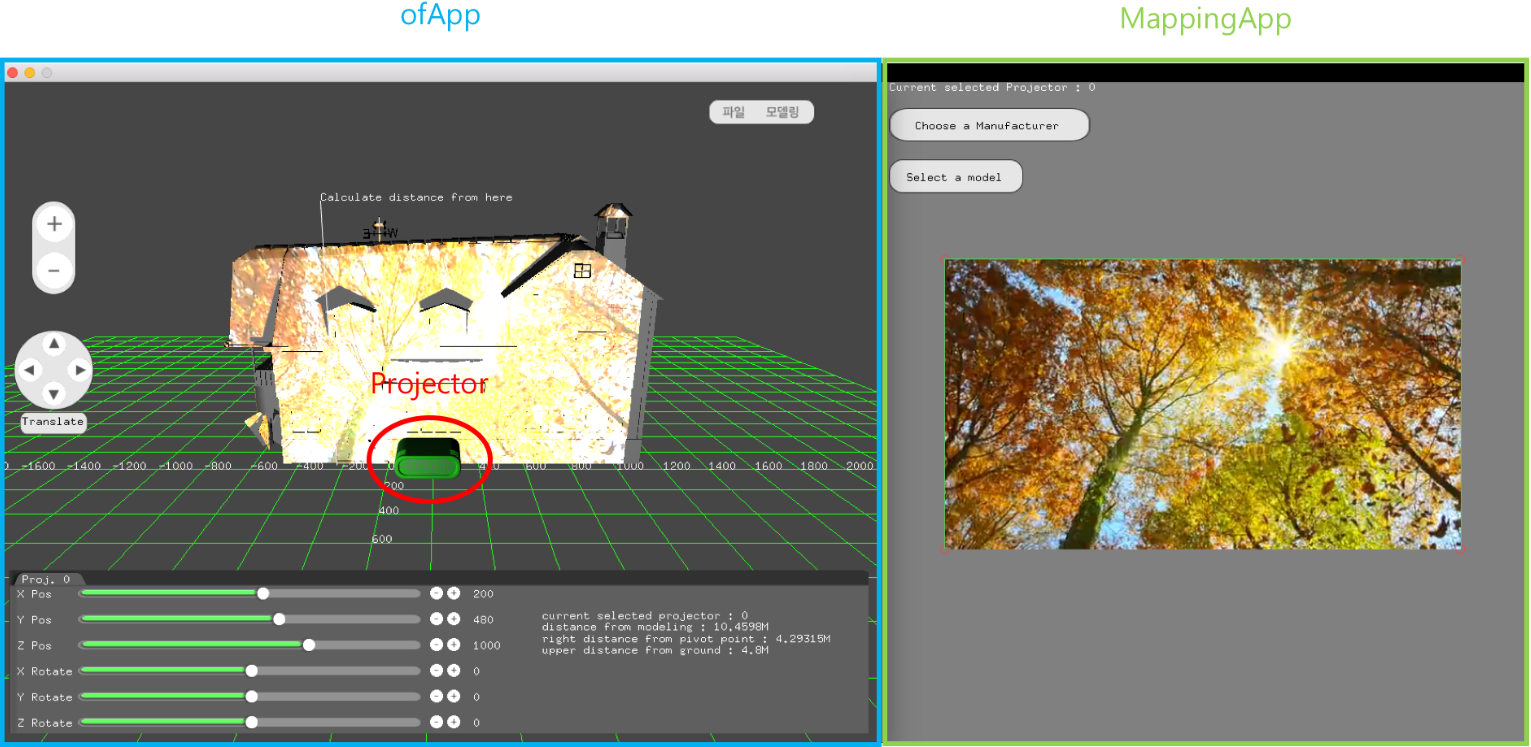 ofApp
MappingApp
파일 모델링
Current selected Projector : 0
Choose a Manufacturer
Select a model
Calculate distance from here
+
-
Projector
Translate
-1600 -1400 -1200 -1000 -800 -600 -400 -200 400 600 800 1000 1200 1400 1600 1800 2000
200
400
600
Proj. 0
X Pos - + 200
Y Pos - + 480
Z Pos - + 1000
X Rotate - + 0
Y Rotate - + 0
Z Rotate - + 0
current selected projector : 0
distance from modeling : 10.4598M
right distance from pivot point : 4.29315M
upper distance from ground : 4.8M